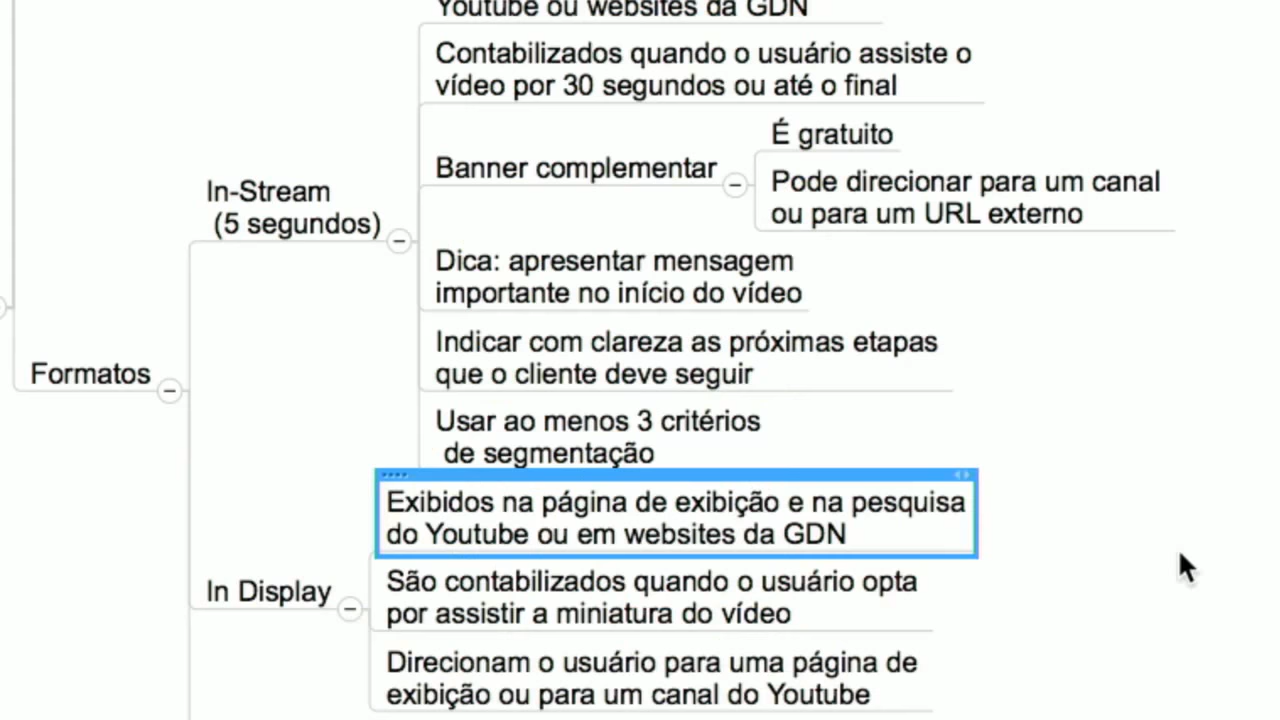 Youtube ou websites da GDN
Contabilizados quando o usuário assiste o
vídeo por 30 segundos ou até o final
É gratuito
Banner complementar
Pode direcionar para um canal
ou para um URL externo
In-Stream
(5 segundos)
Dica: apresentar mensagem
importante no início do vídeo
Indicar com clareza as próximas etapas
que o cliente deve seguir
Formatos
Usar ao menos 3 critérios
de segmentação
Exibidos na página de exibição e na pesquisa
do Youtube ou em websites da GDN
In Display
São contabilizados quando o usuário opta
por assistir a miniatura do vídeo
Direcionam o usuário para uma página de
exibição ou para um canal do Youtube